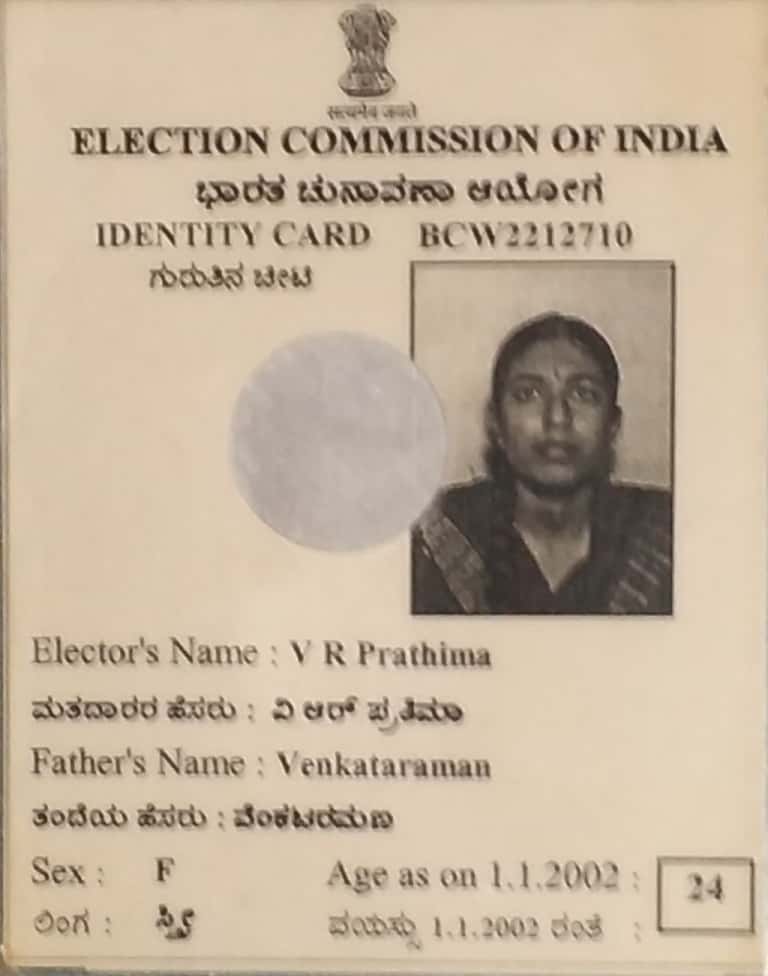 सत्यमेव जयते
ELECTION COMMISSION OF INDIA
ಭಾರತ ಚುನಾವಣಾ ಆಯೋಗ
IDENTITY CARD BCW2212710
ಗುರುತಿನ ಚೀಟಿ
Elector's Name : V R Prathima
ಮತದಾರರ ಹೆಸರು : ವಿ ಆರ್ ಪ್ರತಿಮಾ
Father's Name : Venkataraman
ತಂದೆಯ ಹೆಸರು : ವೆಂಕಟರಮಣ
Sex : F Age as on 1.1.2002 : 24
ಲಿಂಗ : ಸ್ತ್ರೀ ವಯಸ್ಸು 1.1.2002 ರಂತೆ :